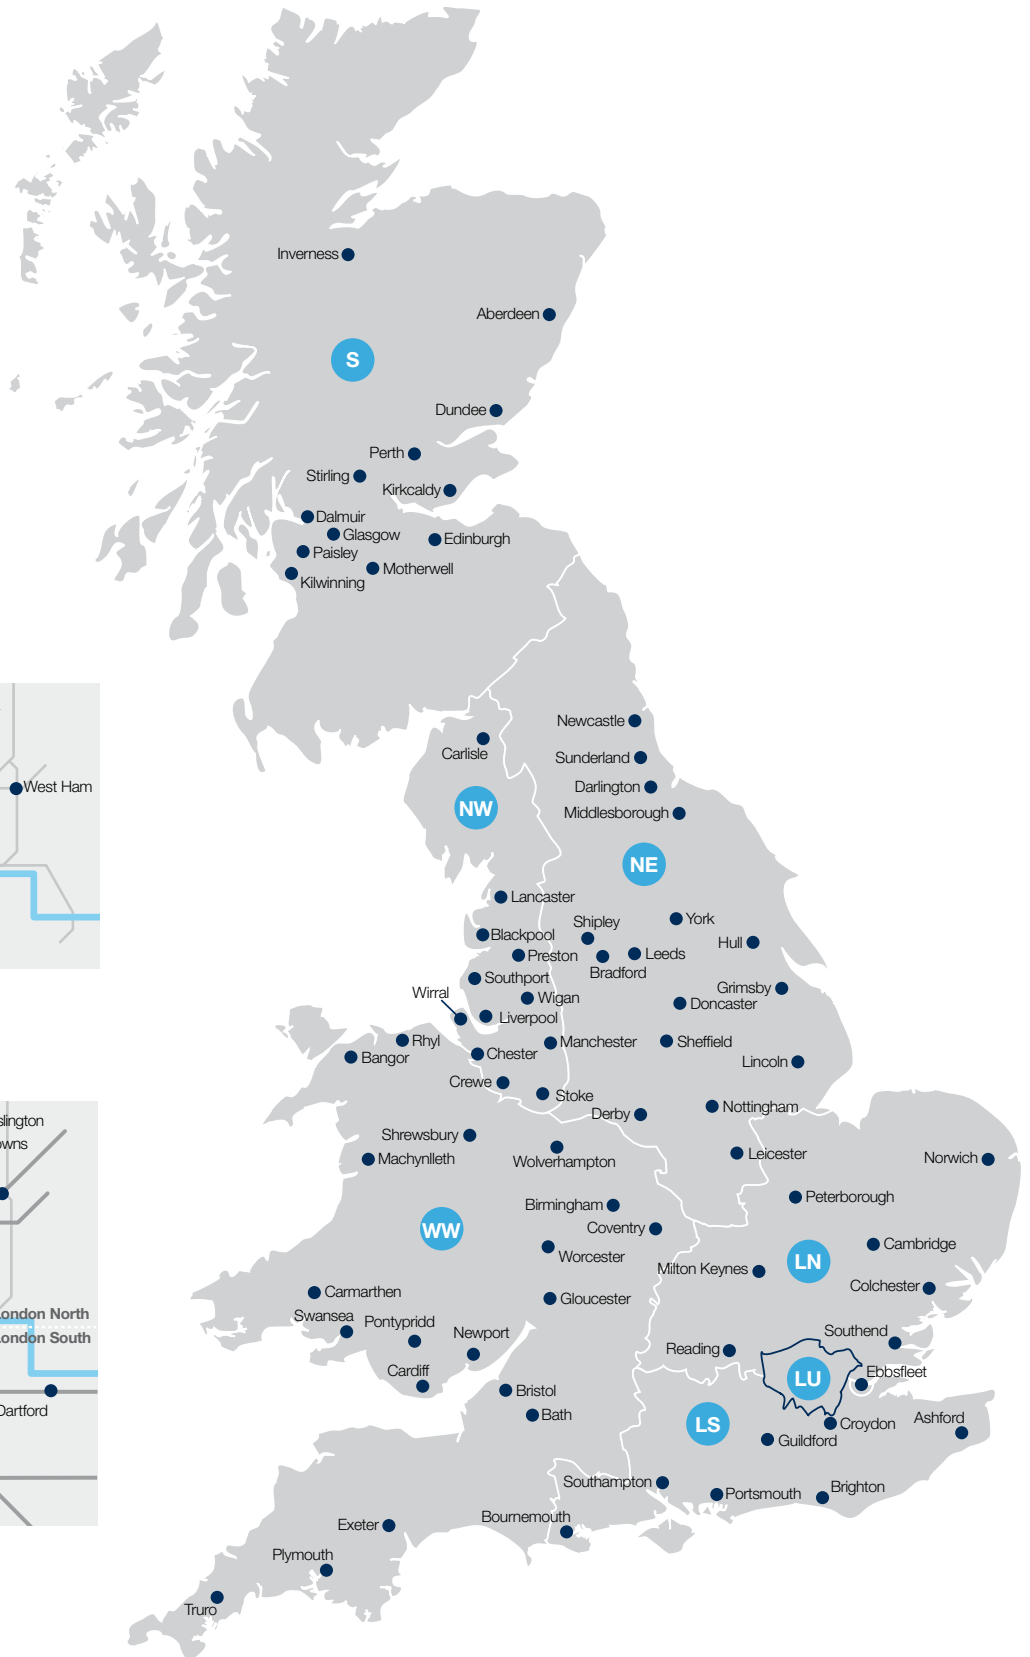 Inverness
Aberdeen
S
Dundee
Perth
Stirling
Kirkcaldy
Dalmuir
Glasgow
Edinburgh
Paisley
Motherwell
Kilwinning
Newcastle
Carlisle
Sunderland
West Ham
Darlington
NW
Middlesborough
NE
Lancaster
Shipley
York
Blackpool
Hull
Preston
Leeds
Bradford
Southport
Grimsby
Wirral
Wigan
Doncaster
Liverpool
Rhyl
Manchester
Sheffield
Bangor
Chester
Lincoln
Crewe
Stoke
Nottingham
Derby
slington
owns
Shrewsbury
Leicester
Machynlleth
Wolverhampton
Norwich
Peterborough
Birmingham
WW
Coventry
Cambridge
Worcester
LN
Milton Keynes
Colchester
Carmarthen
Gloucester
London North
Swansea
Pontypridd
Southend
London South
Newport
Reading
Cardiff
LU
Ebbsfleet
Bristol
Dartford
Bath
LS
Croydon
Ashford
Guildford
Southampton
Portsmouth
Brighton
Bournemouth
Exeter
Plymouth
Truro